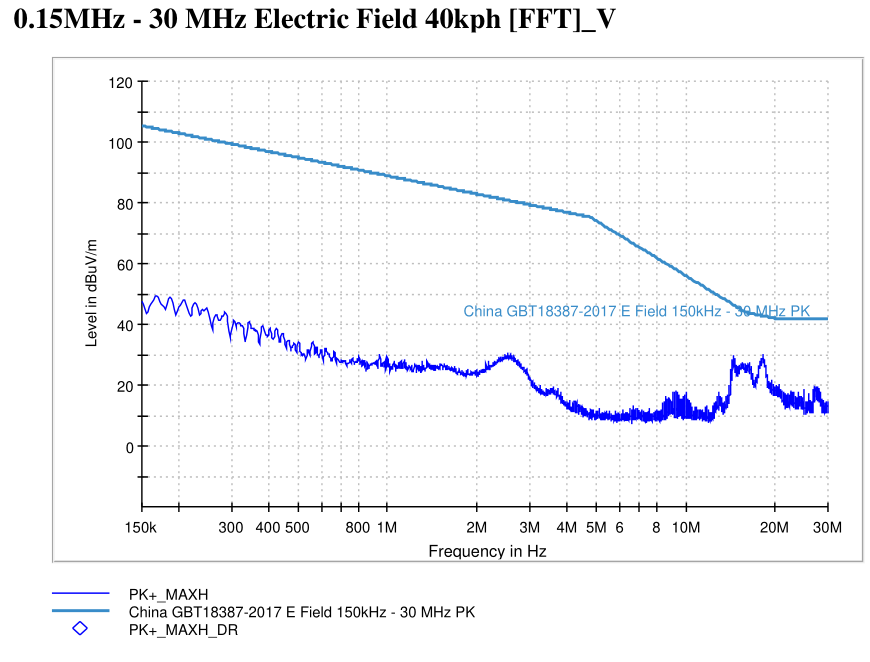 0.15MHz - 30 MHz Electric Field 40kph [FFT]_V
120
100
80
60
40
20
0
Level in dBuV/m
China GBT18387-2017 E Field 150kHz - 30 MHz PK
150k 300 400 500 800 1M 2M 3M 4M 5M 6 8 10M 20M 30M
Frequency in Hz
PK+_MAXH
China GBT18387-2017 E Field 150kHz - 30 MHz PK
PK+_MAXH_DR